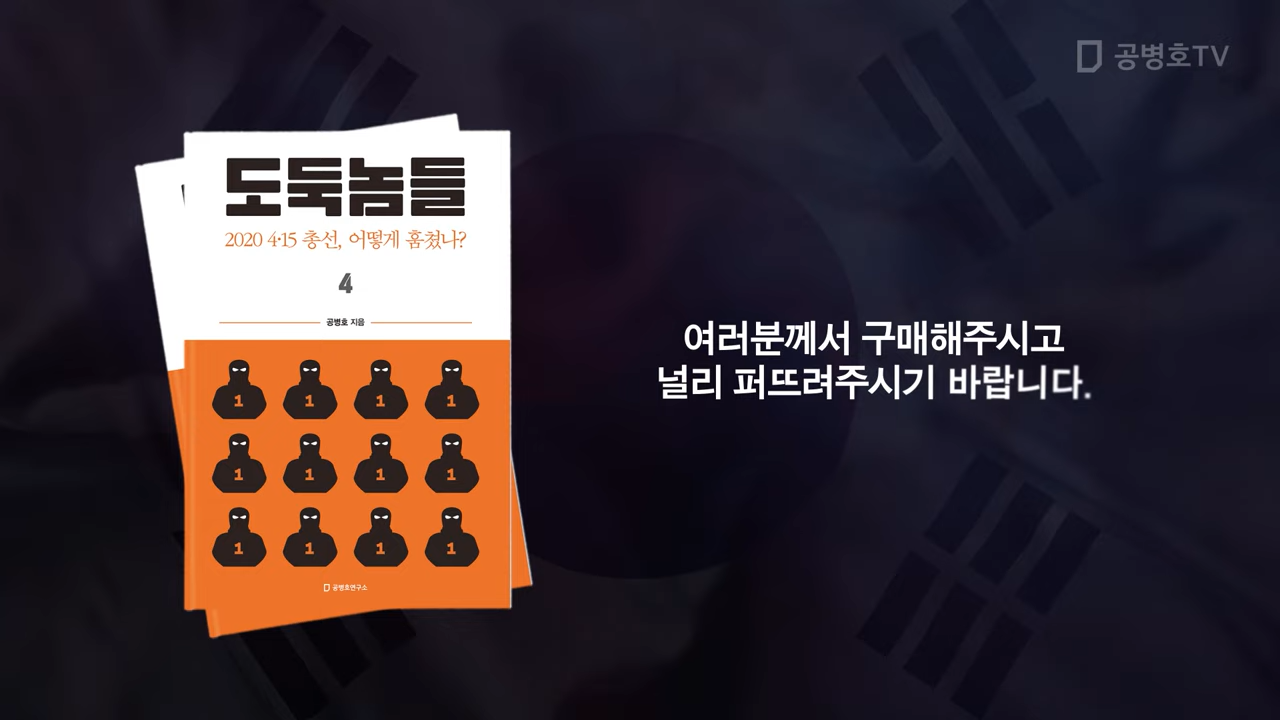 공병호TV
도둑놈들
2020 4·15 총선, 어떻게 훔쳤나?
4
공병호 지음
1 1 1 1
1 1 1 1
1 1 1 1
공병호연구소
여러분께서 구매해주시고
널리 퍼뜨려주시기 바랍니다.